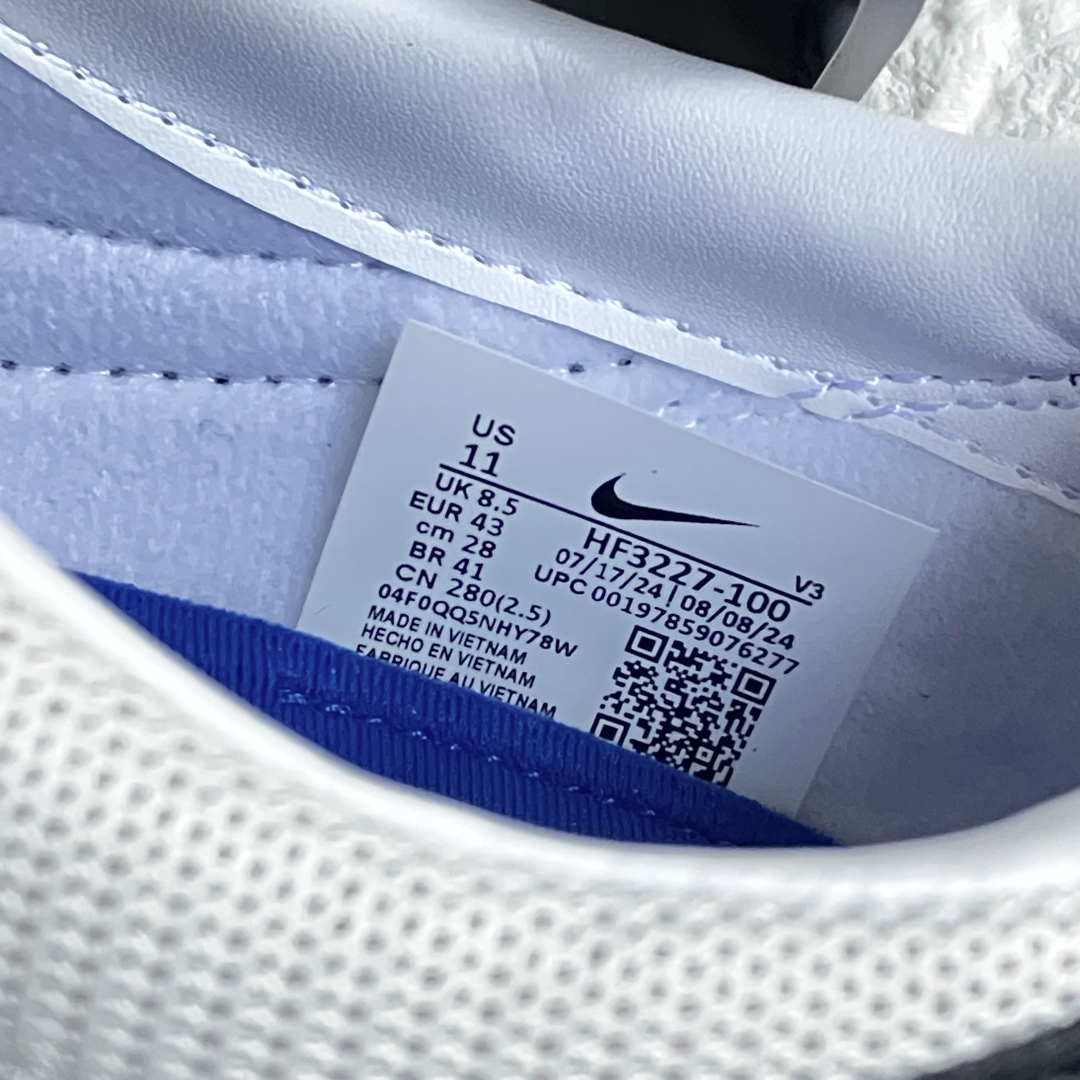 US
11
UK 8.5
EUR 43
cm 28
BR 41
CN 280(2.5)
04F0QQ5NHY78W
MADE IN VIETNAM
HECHO EN VIETNAM
FABRIQUE AU VIETNAM
V3
HF3227-100
07/17/24 | 08/08/24
UPC 00197859076277